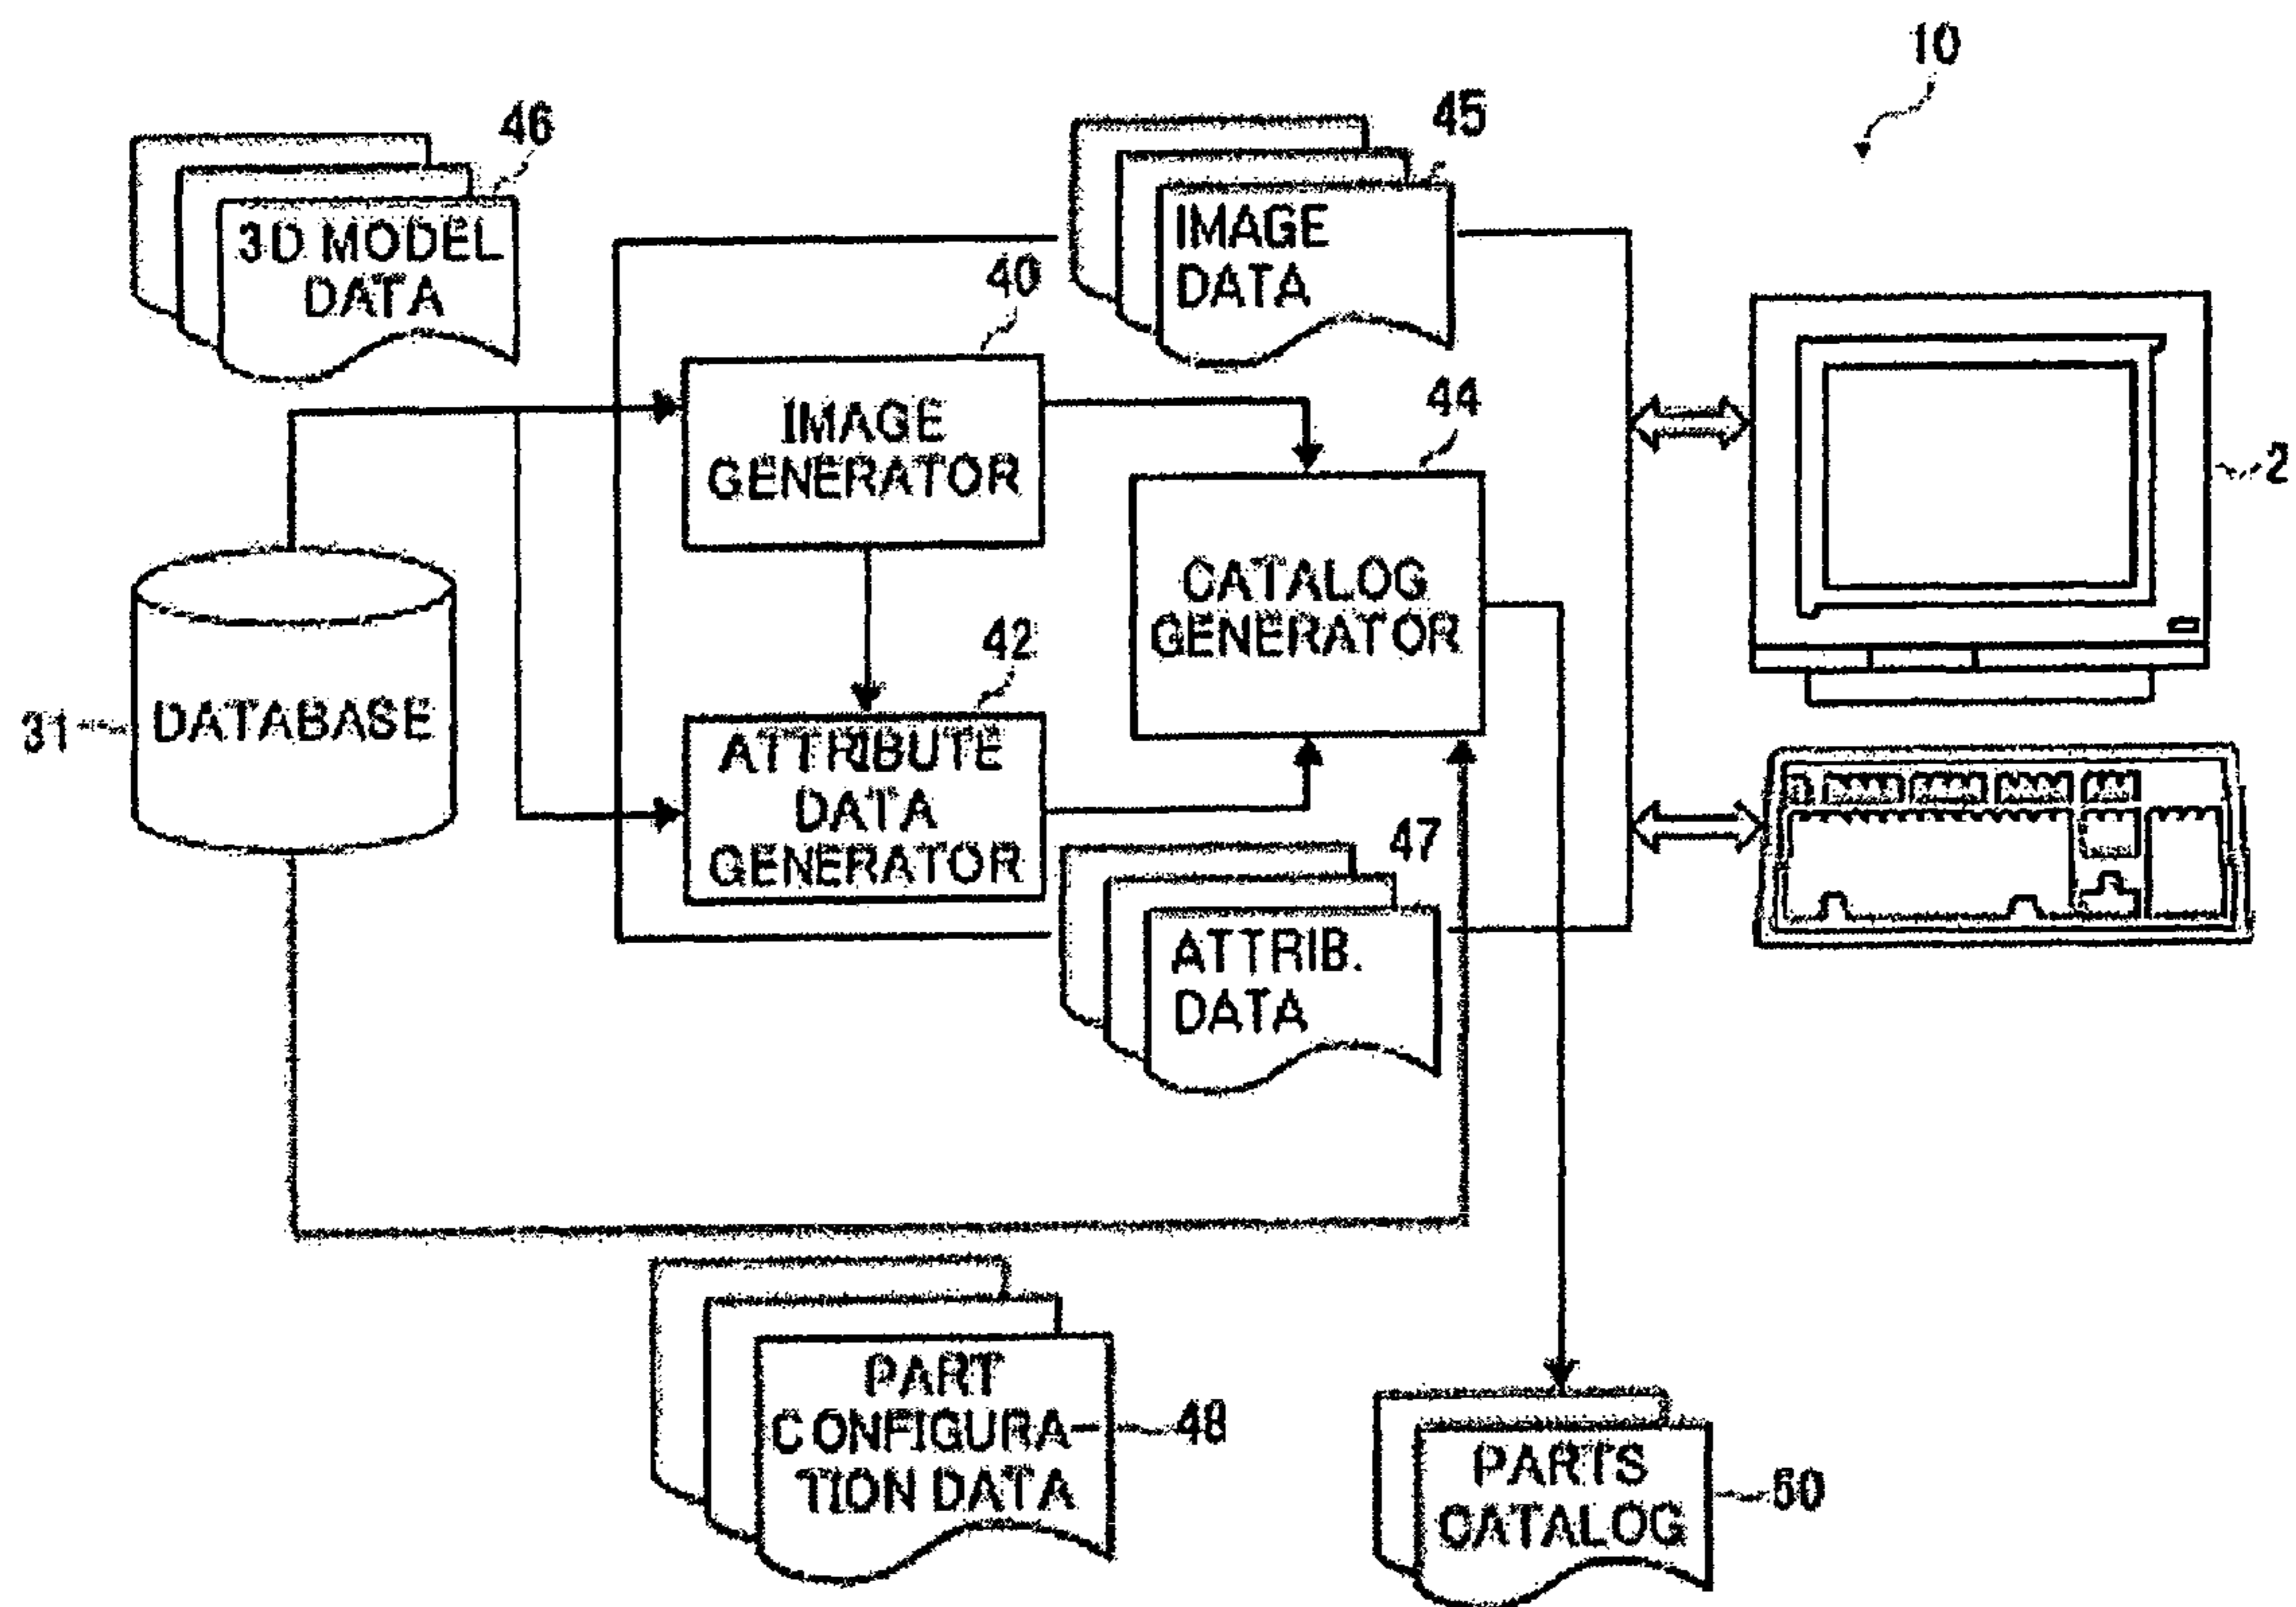 10
46
45
3D MODEL
DATA
IMAGE
DATA
40
44
IMAGE
GENERATOR
2
CATALOG
GENERATOR
42
31
DATABASE
ATTRIBUTE
DATA
GENERATOR
47
ATTRIB.
DATA
PART
CONFIGURA-
TION DATA
48
PARTS
CATALOG
50